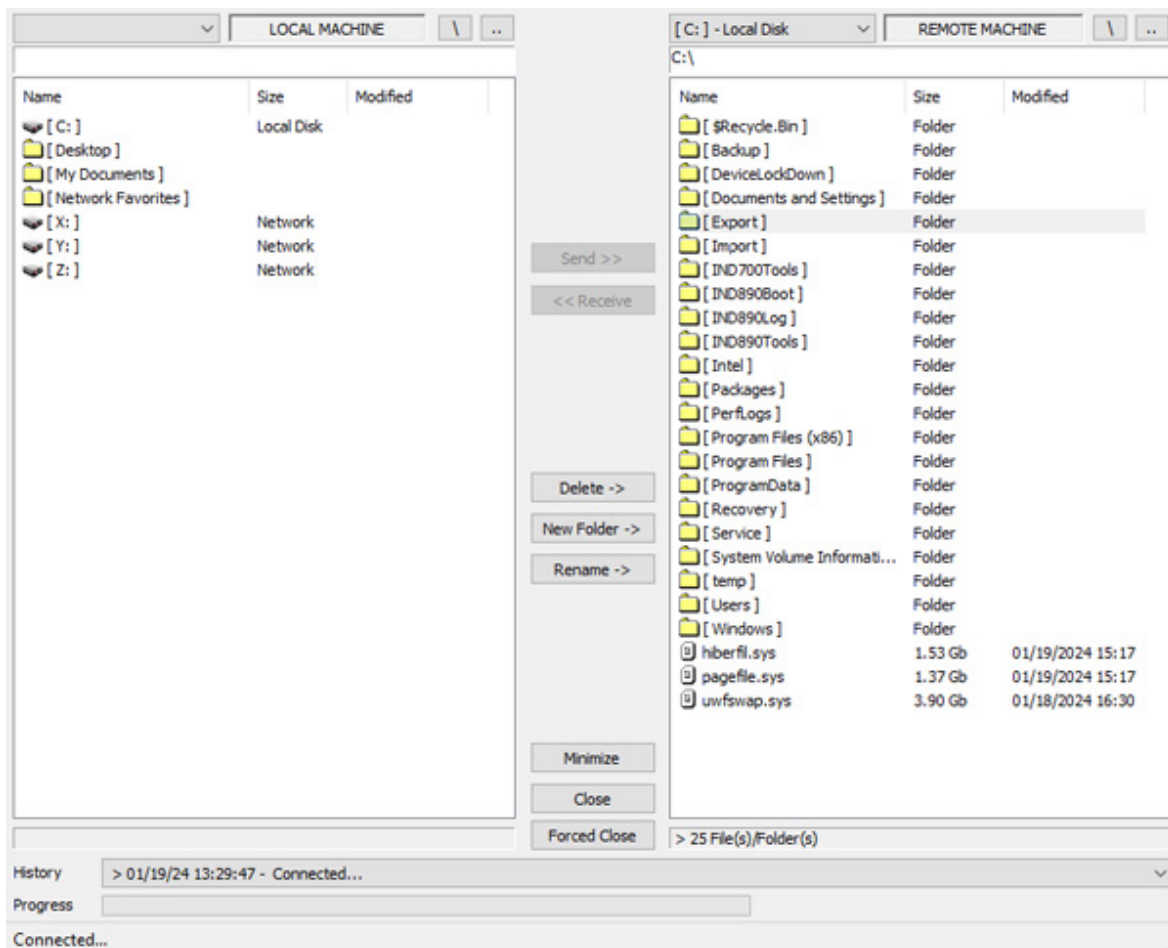 LOCAL MACHINE \ ..
Name Size Modified
[ C: ] Local Disk
[ Desktop ]
[ My Documents ]
[ Network Favorites ]
[ X: ] Network
[ Y: ] Network
[ Z: ] Network
Send >>
<< Receive
Delete ->
New Folder ->
Rename ->
Minimize
Close
Forced Close
[ C: ] - Local Disk REMOTE MACHINE \ ..
C:\
Name Size Modified
[ $Recycle.Bin ] Folder
[ Backup ] Folder
[ DeviceLockDown ] Folder
[ Documents and Settings ] Folder
[ Export ] Folder
[ Import ] Folder
[ IND700Tools ] Folder
[ IND890Boot ] Folder
[ IND890Log ] Folder
[ IND890Tools ] Folder
[ Intel ] Folder
[ Packages ] Folder
[ PerfLogs ] Folder
[ Program Files (x86) ] Folder
[ Program Files ] Folder
[ ProgramData ] Folder
[ Recovery ] Folder
[ Service ] Folder
[ System Volume Informati... Folder
[ temp ] Folder
[ Users ] Folder
[ Windows ] Folder
hiberfil.sys 1.53 Gb 01/19/2024 15:17
pagefile.sys 1.37 Gb 01/19/2024 15:17
uwfswap.sys 3.90 Gb 01/18/2024 16:30
> 25 File(s)/Folder(s)
History > 01/19/24 13:29:47 - Connected...
Progress
Connected...